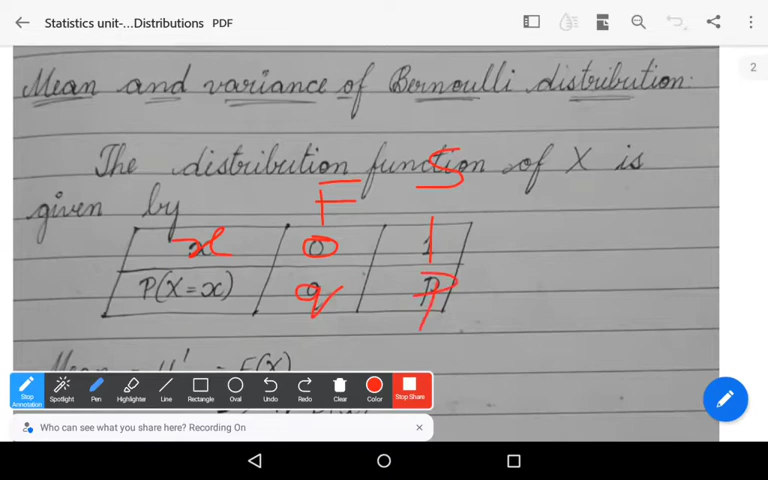 Statistics unit-...Distributions PDF
2
Mean and variance of Bernoulli distribution.
The distribution function of X is
given by
F S
x 0 1
P(X=x) q p
Mean = μ₁' = E(X)
Stop Annotation Spotlight Pen Highlighter Line Rectangle Oval Undo Redo Clear Color Stop Share
Who can see what you share here? Recording On